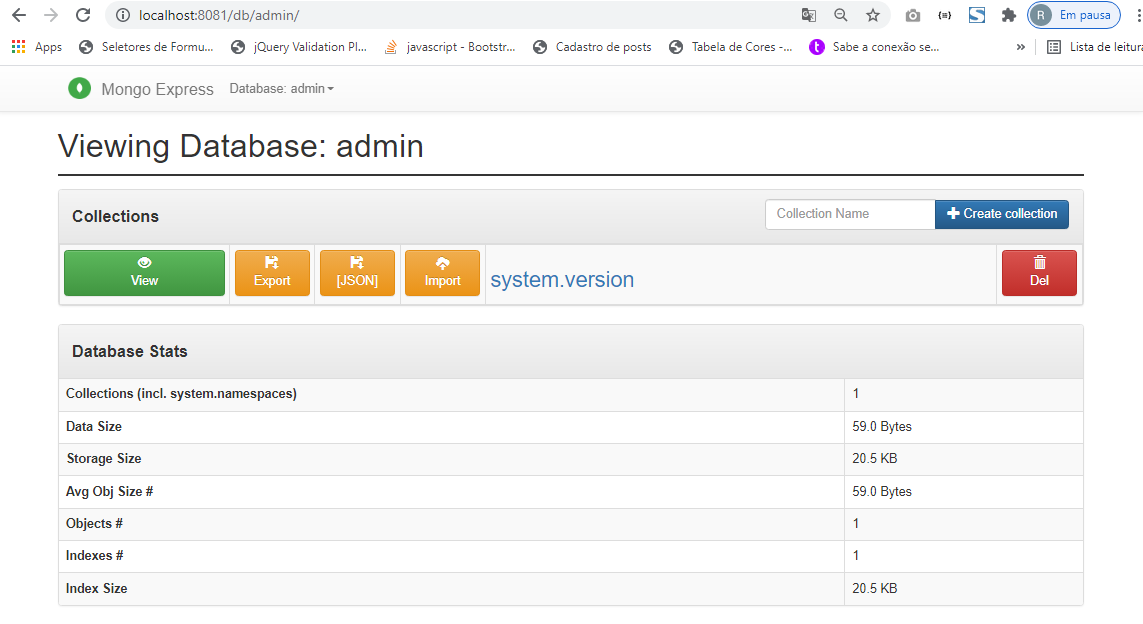 localhost:8081/db/admin/
R Em pausa
Apps Seletores de Formu... jQuery Validation Pl... javascript - Bootstr... Cadastro de posts Tabela de Cores -... Sabe a conexão se... » Lista de leitura
Mongo Express Database: admin
Viewing Database: admin
Collections Collection Name Create collection
View Export [JSON] Import system.version Del
Database Stats
Collections (incl. system.namespaces) 1
Data Size 59.0 Bytes
Storage Size 20.5 KB
Avg Obj Size # 59.0 Bytes
Objects # 1
Indexes # 1
Index Size 20.5 KB